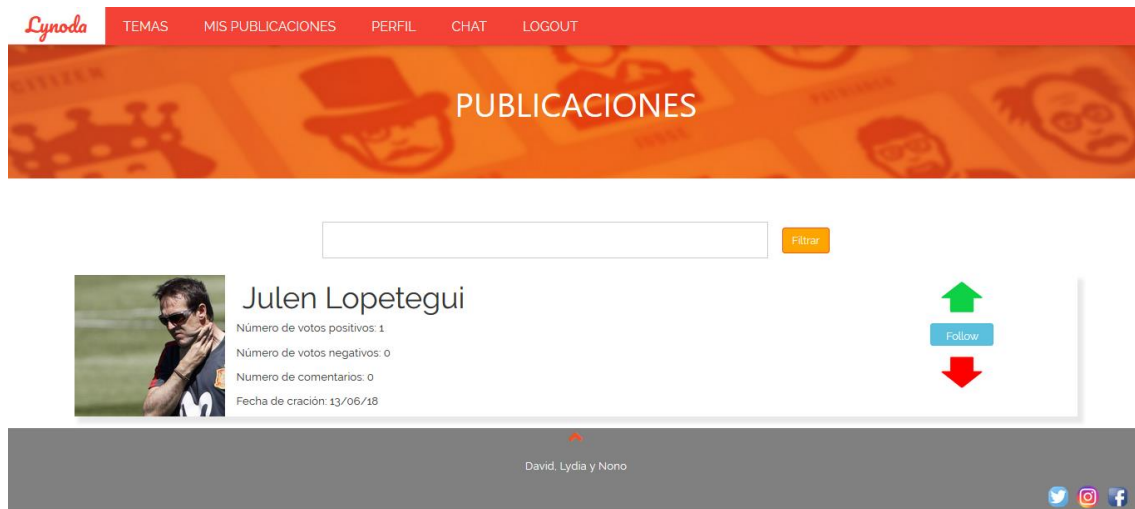 Lynoda TEMAS MIS PUBLICACIONES PERFIL CHAT LOGOUT
CITIZEN
PUBLICACIONES
Filtrar
Julen Lopetegui
Número de votos positivos: 1
Número de votos negativos: 0
Numero de comentarios: 0
Fecha de cración: 13/06/18
Follow
David, Lydia y Nono